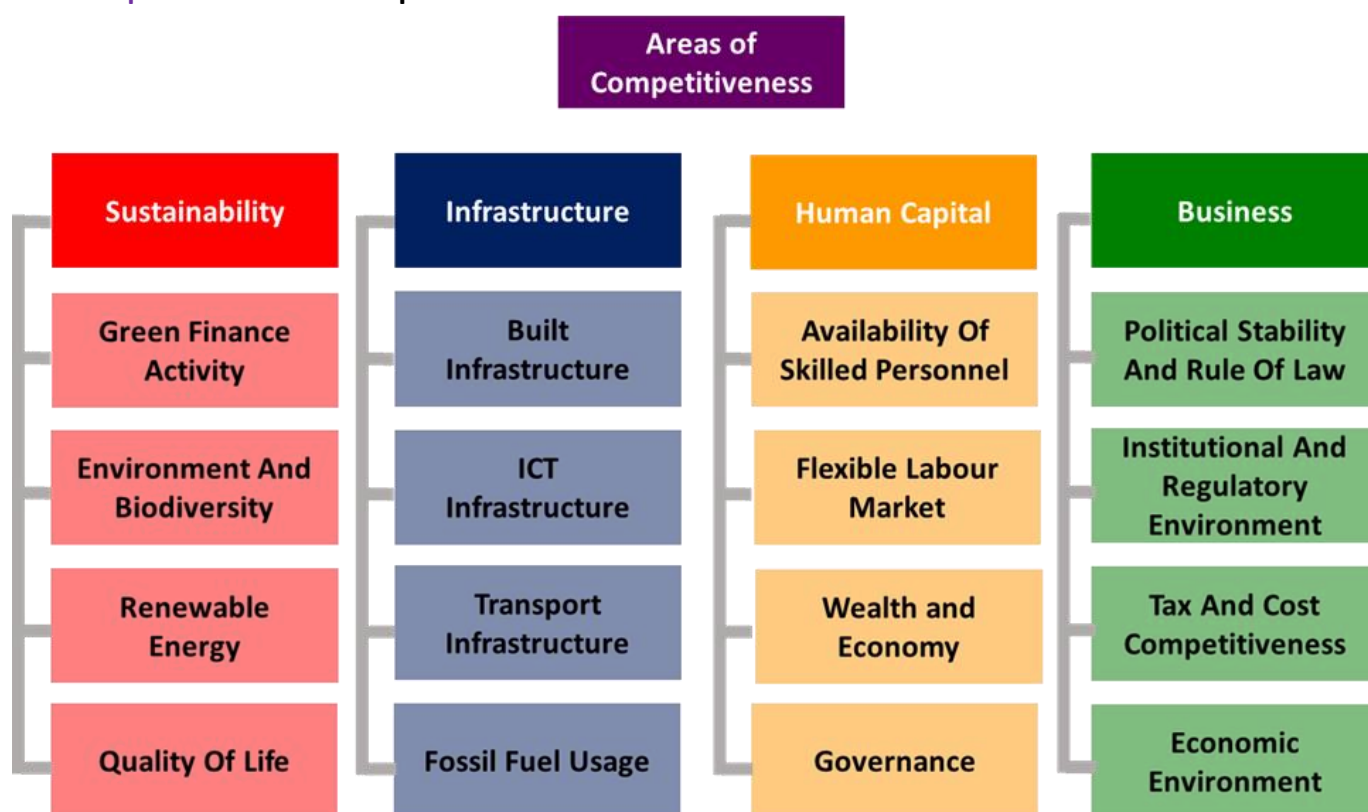 Areas of
Competitiveness
Sustainability
Green Finance
Activity
Environment And
Biodiversity
Renewable
Energy
Quality Of Life
Infrastructure
Built
Infrastructure
ICT
Infrastructure
Transport
Infrastructure
Fossil Fuel Usage
Human Capital
Availability Of
Skilled Personnel
Flexible Labour
Market
Wealth and
Economy
Governance
Business
Political Stability
And Rule Of Law
Institutional And
Regulatory
Environment
Tax And Cost
Competitiveness
Economic
Environment